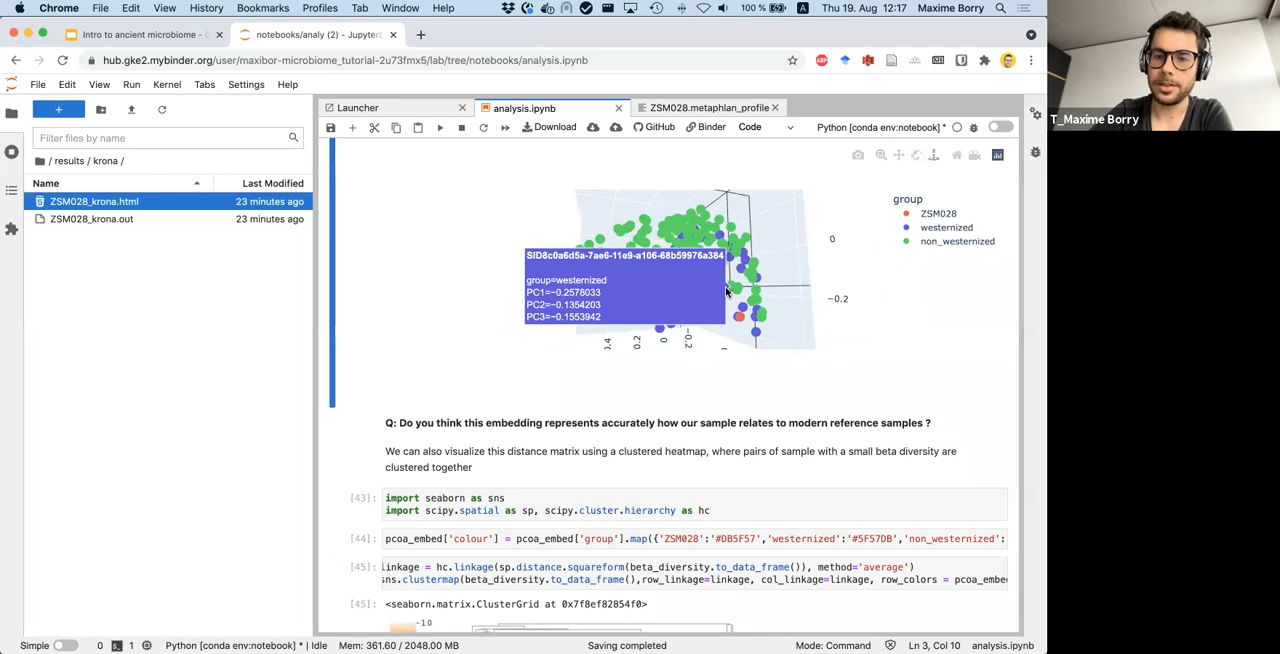 Chrome File Edit View History Bookmarks Profiles Tab Window Help 100 % A Thu 19. Aug 12:17 Maxime Borry
Intro to ancient microbiome - notebooks/analy (2) - Jupyter
hub.gke2.mybinder.org/user/maxibor-microbiome_tutorial-2u73fmx5/lab/tree/notebooks/analysis.ipynb
ABP
T_Maxime Borry
File Edit View Run Kernel Tabs Settings Help
Launcher analysis.ipynb ZSM028.metaphlan_profile
+
Download GitHub Binder Code Python [conda env:notebook] *
Filter files by name
/ results / krona /
Name Last Modified
ZSM028_krona.html 23 minutes ago
ZSM028_krona.out 23 minutes ago
group
ZSM028
westernized
non_westernized
0
−0.2
SID8c0a6d5a-7ae6-11e9-a106-68b59976a384
group=westernized
PC1=−0.2578033
PC2=−0.1354203
PC3=−0.1553942
0.4 0.2 0 −0.2
Q: Do you think this embedding represents accurately how our sample relates to modern reference samples ?
We can also visualize this distance matrix using a clustered heatmap, where pairs of sample with a small beta diversity are
clustered together
[43]: import seaborn as sns
import scipy.spatial as sp, scipy.cluster.hierarchy as hc
[44]: pcoa_embed['colour'] = pcoa_embed['group'].map({'ZSM028':'#DB5F57','westernized':'#5F57DB','non_westernized':
[45]: linkage = hc.linkage(sp.distance.squareform(beta_diversity.to_data_frame()), method='average')
sns.clustermap(beta_diversity.to_data_frame(),row_linkage=linkage, col_linkage=linkage, row_colors = pcoa_embe
[45]: <seaborn.matrix.ClusterGrid at 0x7f8ef82854f0>
1.0
Simple 0 1 Python [conda env:notebook] * | Idle Mem: 361.60 / 2048.00 MB Saving completed Mode: Command Ln 3, Col 10 analysis.ipynb